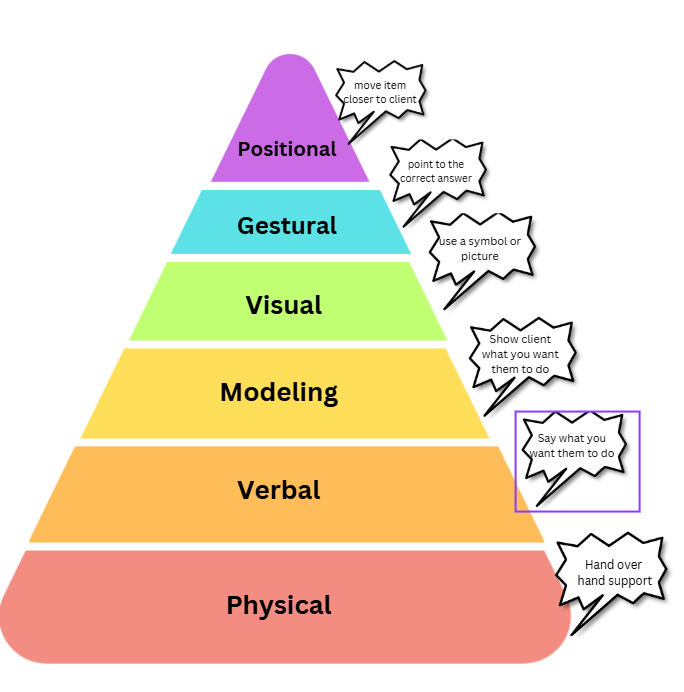 move item
closer to client
Positional
point to the
correct answer
Gestural
use a symbol or
picture
Visual
Show client
what you want
them to do
Modeling
Say what you
want them to do
Verbal
Hand over
hand support
Physical